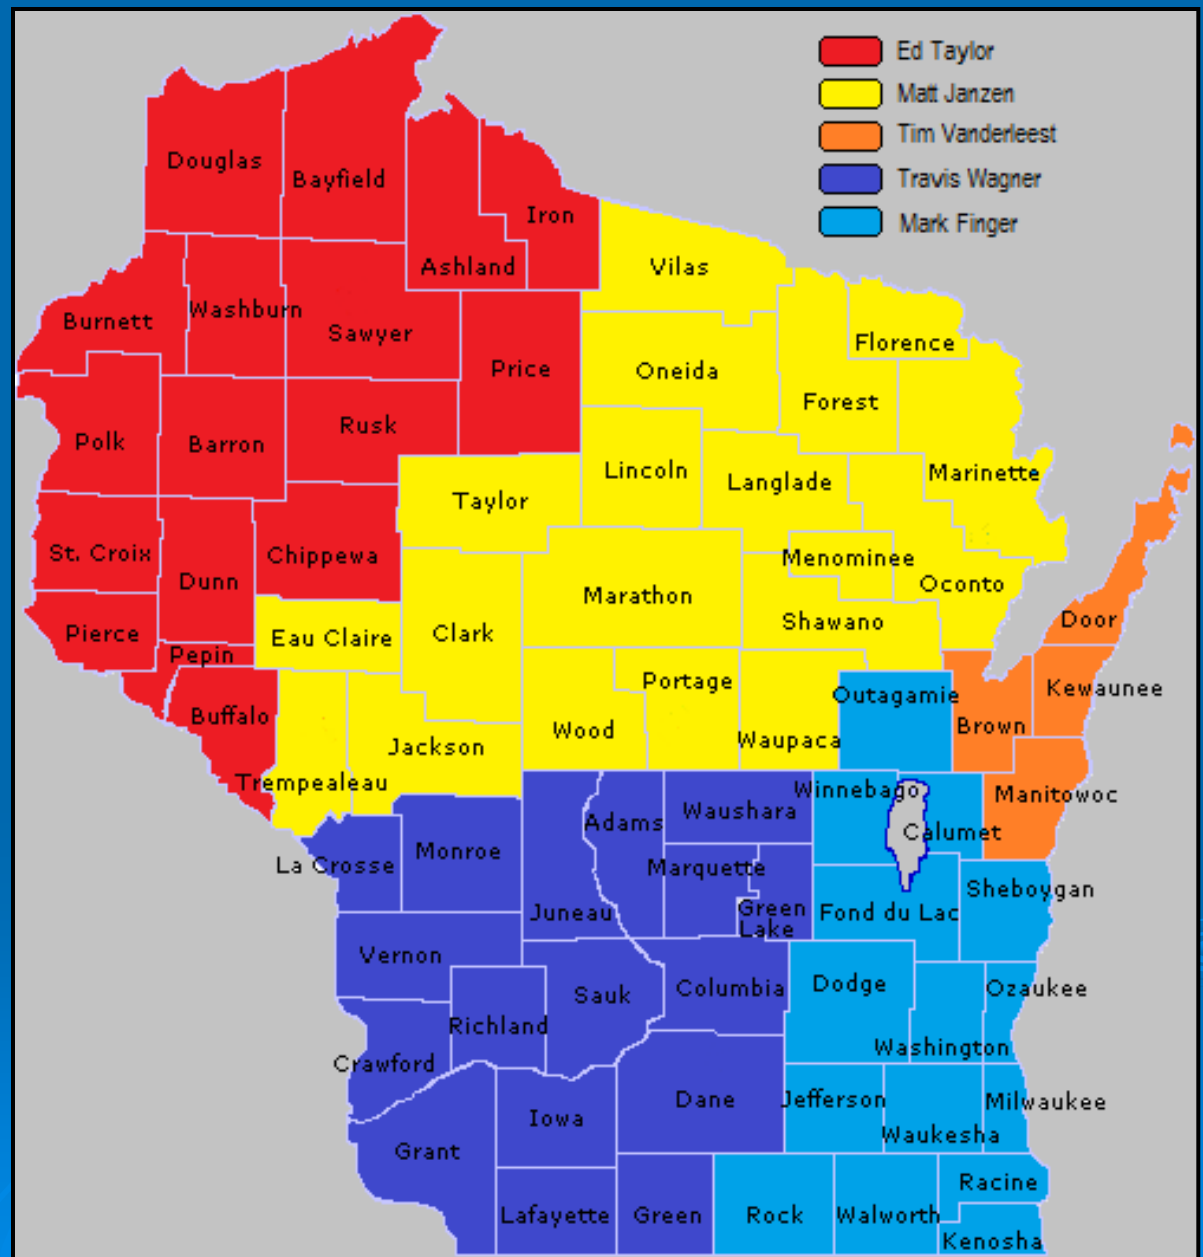 Ed Taylor
Matt Janzen
Tim Vanderleest
Travis Wagner
Mark Finger
Douglas
Bayfield
Iron
Ashland
Vilas
Burnett
Washburn
Sawyer
Florence
Price
Oneida
Forest
Polk
Barron
Rusk
Lincoln
Langlade
Marinette
Taylor
St. Croix
Dunn
Chippewa
Menominee
Oconto
Marathon
Pierce
Eau Claire
Clark
Shawano
Door
Pepin
Portage
Outagamie
Kewaunee
Buffalo
Wood
Waupaca
Brown
Jackson
Trempealeau
Winnebago
Manitowoc
Adams
Waushara
Calumet
La Crosse
Monroe
Marquette
Sheboygan
Juneau
Green
Lake
Fond du Lac
Vernon
Sauk
Columbia
Dodge
Ozaukee
Richland
Washington
Crawford
Iowa
Dane
Jefferson
Milwaukee
Waukesha
Grant
Racine
Lafayette
Green
Rock
Walworth
Kenosha